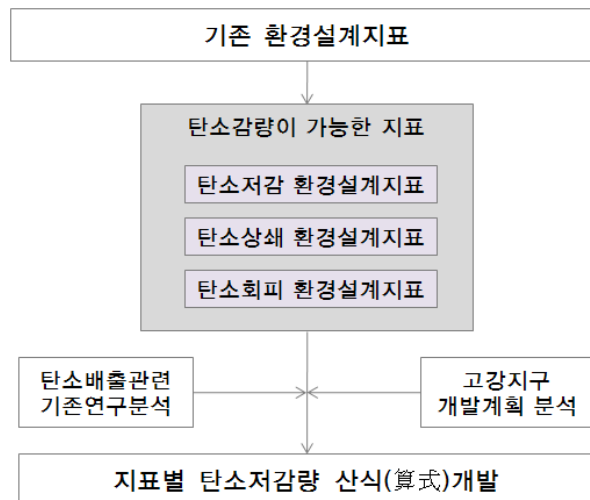 기존 환경설계지표
탄소감량이 가능한 지표
탄소저감 환경설계지표
탄소상쇄 환경설계지표
탄소회피 환경설계지표
탄소배출관련
기존연구분석
고강지구
개발계획 분석
지표별 탄소저감량 산식(算式)개발